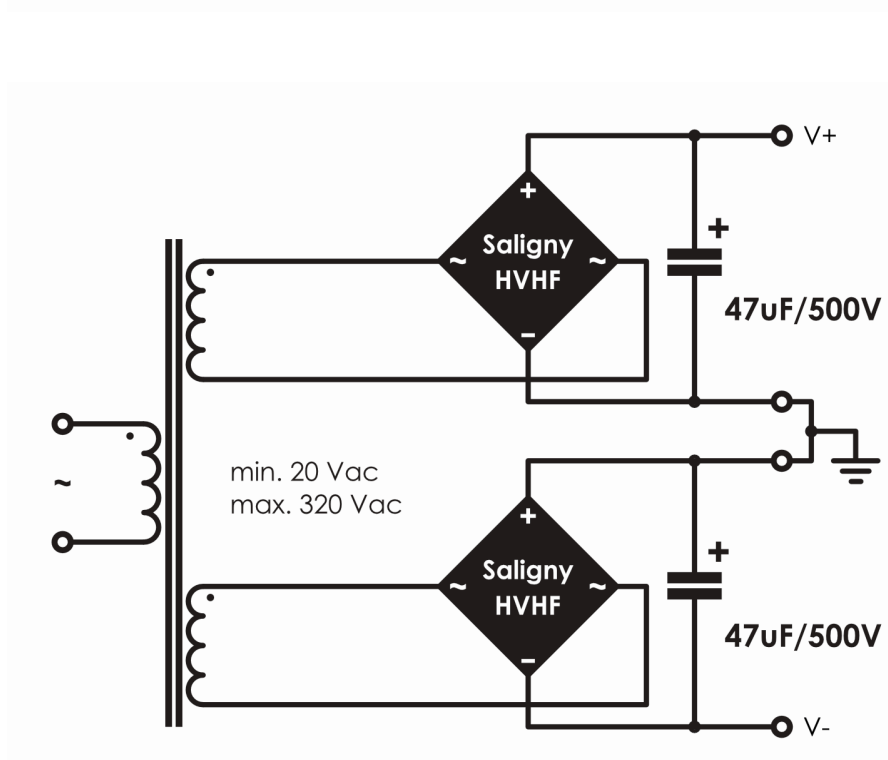 V+
+
+
Saligny
~ ~
HVHF
−
47uF/500V
~
min. 20 Vac
max. 320 Vac
+
+
Saligny
~ ~
HVHF
−
47uF/500V
V-